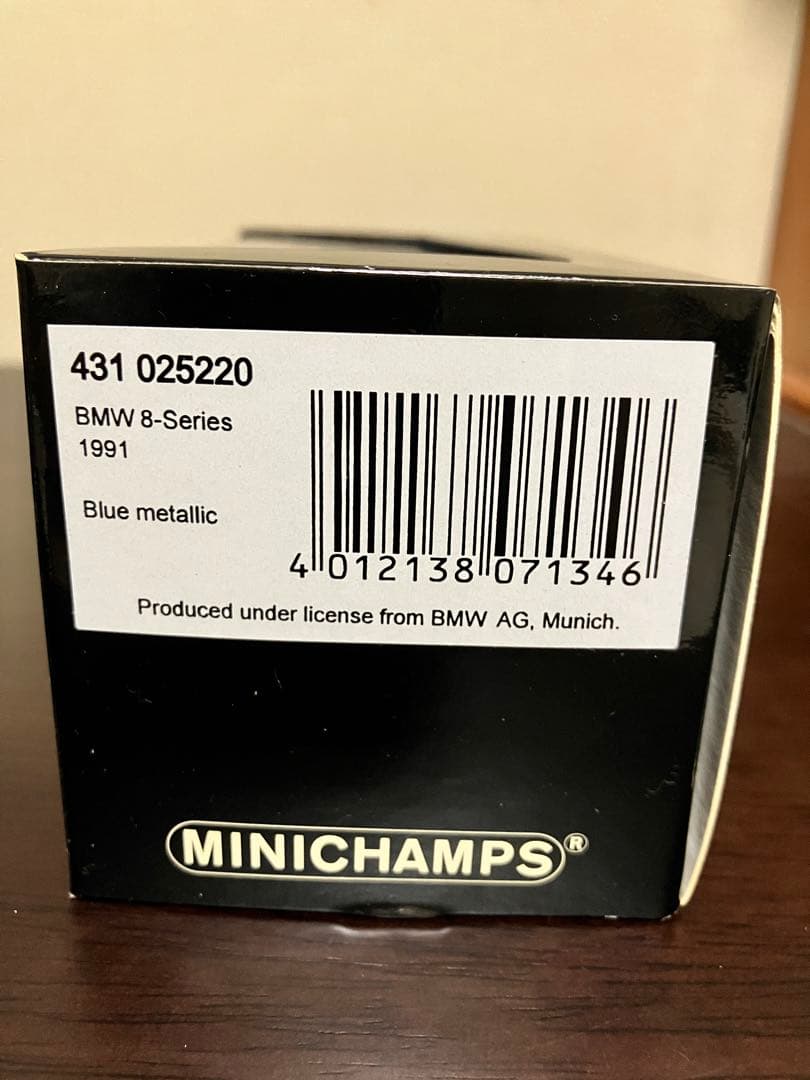 431 025220
BMW 8-Series
1991
Blue metallic
4 012138 071346
Produced under license from BMW AG, Munich.
MINICHAMPS®